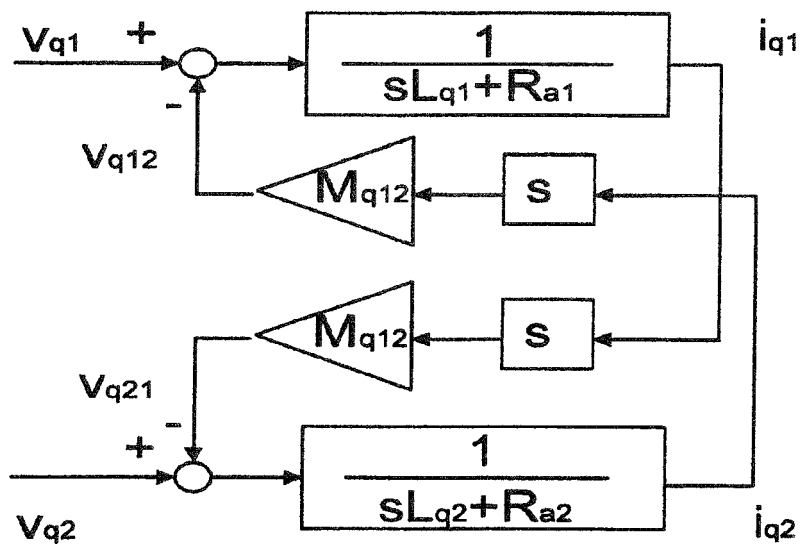 vq1
+
1
sLq1+Ra1
iq1
-
vq12
Mq12
s
Mq12
s
vq21
-
+
1
sLq2+Ra2
vq2
iq2